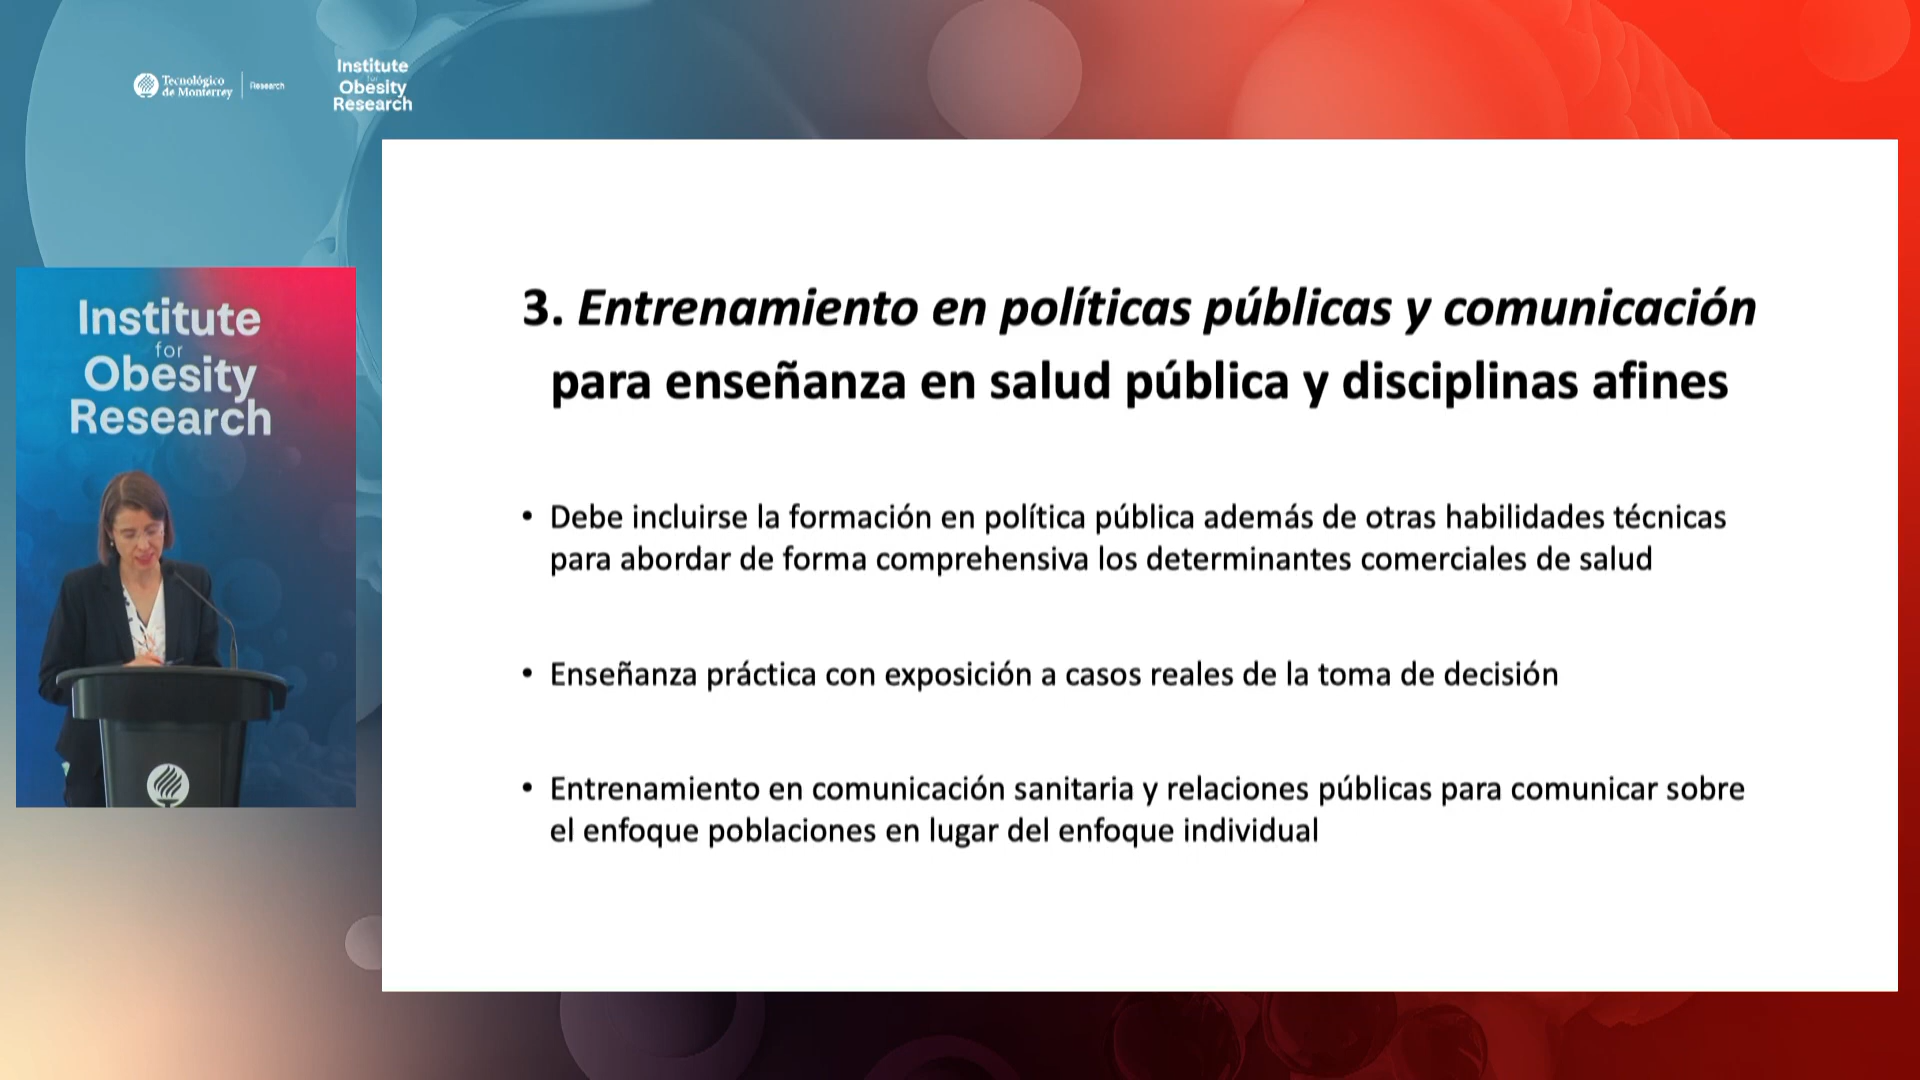 Tecnológico
de Monterrey
Research
Institute
for
Obesity
Research
Institute
for
Obesity
Research
3. Entrenamiento en políticas públicas y comunicación
para enseñanza en salud pública y disciplinas afines
• Debe incluirse la formación en política pública además de otras habilidades técnicas
para abordar de forma comprehensiva los determinantes comerciales de salud
• Enseñanza práctica con exposición a casos reales de la toma de decisión
• Entrenamiento en comunicación sanitaria y relaciones públicas para comunicar sobre
el enfoque poblaciones en lugar del enfoque individual